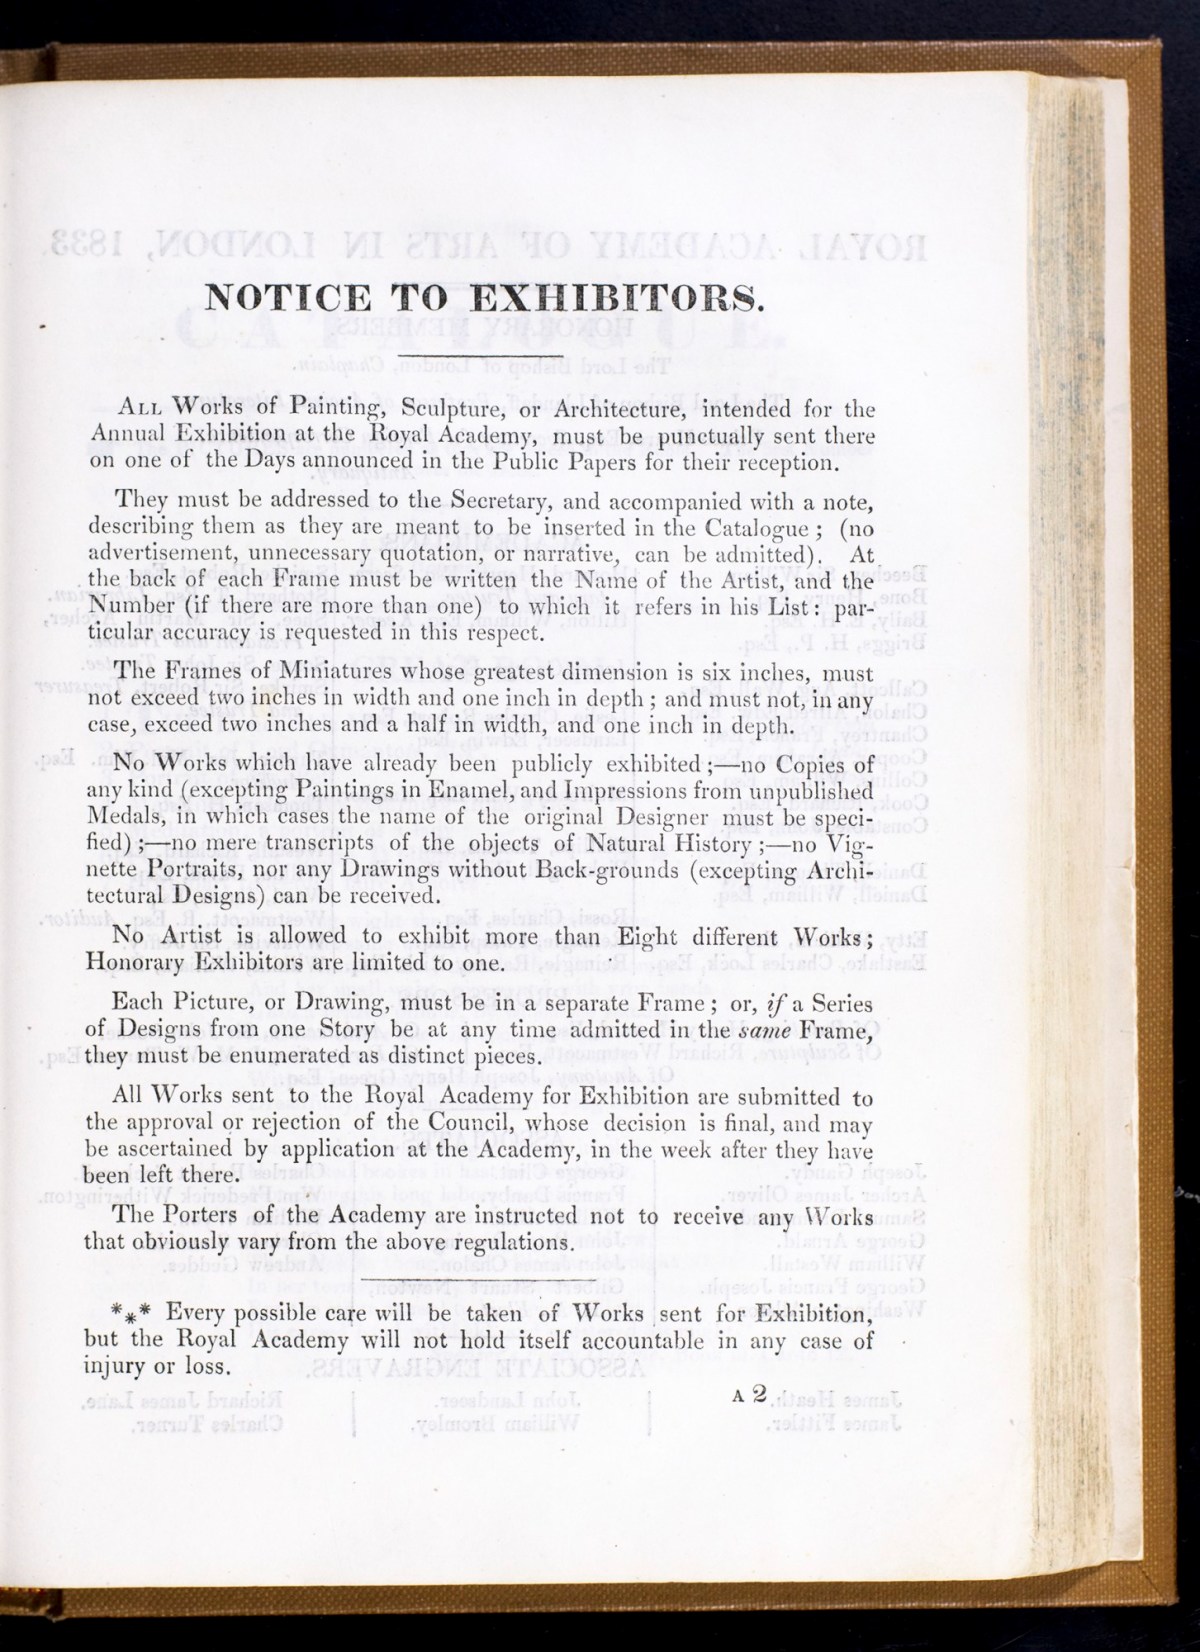 NOTICE TO EXHIBITORS.
ALL Works of Painting, Sculpture, or Architecture, intended for the
Annual Exhibition at the Royal Academy, must be punctually sent there
on one of the Days announced in the Public Papers for their reception.
They must be addressed to the Secretary, and accompanied with a note,
describing them as they are meant to be inserted in the Catalogue; (no
advertisement, unnecessary quotation, or narrative, can be admitted). At
the back of each Frame must be written the Name of the Artist, and the
Number (if there are more than one) to which it refers in his List: par-
ticular accuracy is requested in this respect.
The Frames of Miniatures whose greatest dimension is six inches, must
not exceed two inches in width and one inch in depth; and must not, in any
case, exceed two inches and a half in width, and one inch in depth.
No Works which have already been publicly exhibited;—no Copies of
any kind (excepting Paintings in Enamel, and Impressions from unpublished
Medals, in which cases the name of the original Designer must be speci-
fied);—no mere transcripts of the objects of Natural History;—no Vig-
nette Portraits, nor any Drawings without Back-grounds (excepting Archi-
tectural Designs) can be received.
No Artist is allowed to exhibit more than Eight different Works;
Honorary Exhibitors are limited to one.
Each Picture, or Drawing, must be in a separate Frame; or, if a Series
of Designs from one Story be at any time admitted in the same Frame,
they must be enumerated as distinct pieces.
All Works sent to the Royal Academy for Exhibition are submitted to
the approval or rejection of the Council, whose decision is final, and may
be ascertained by application at the Academy, in the week after they have
been left there.
The Porters of the Academy are instructed not to receive any Works
that obviously vary from the above regulations.
*** Every possible care will be taken of Works sent for Exhibition,
but the Royal Academy will not hold itself accountable in any case of
injury or loss.
A 2